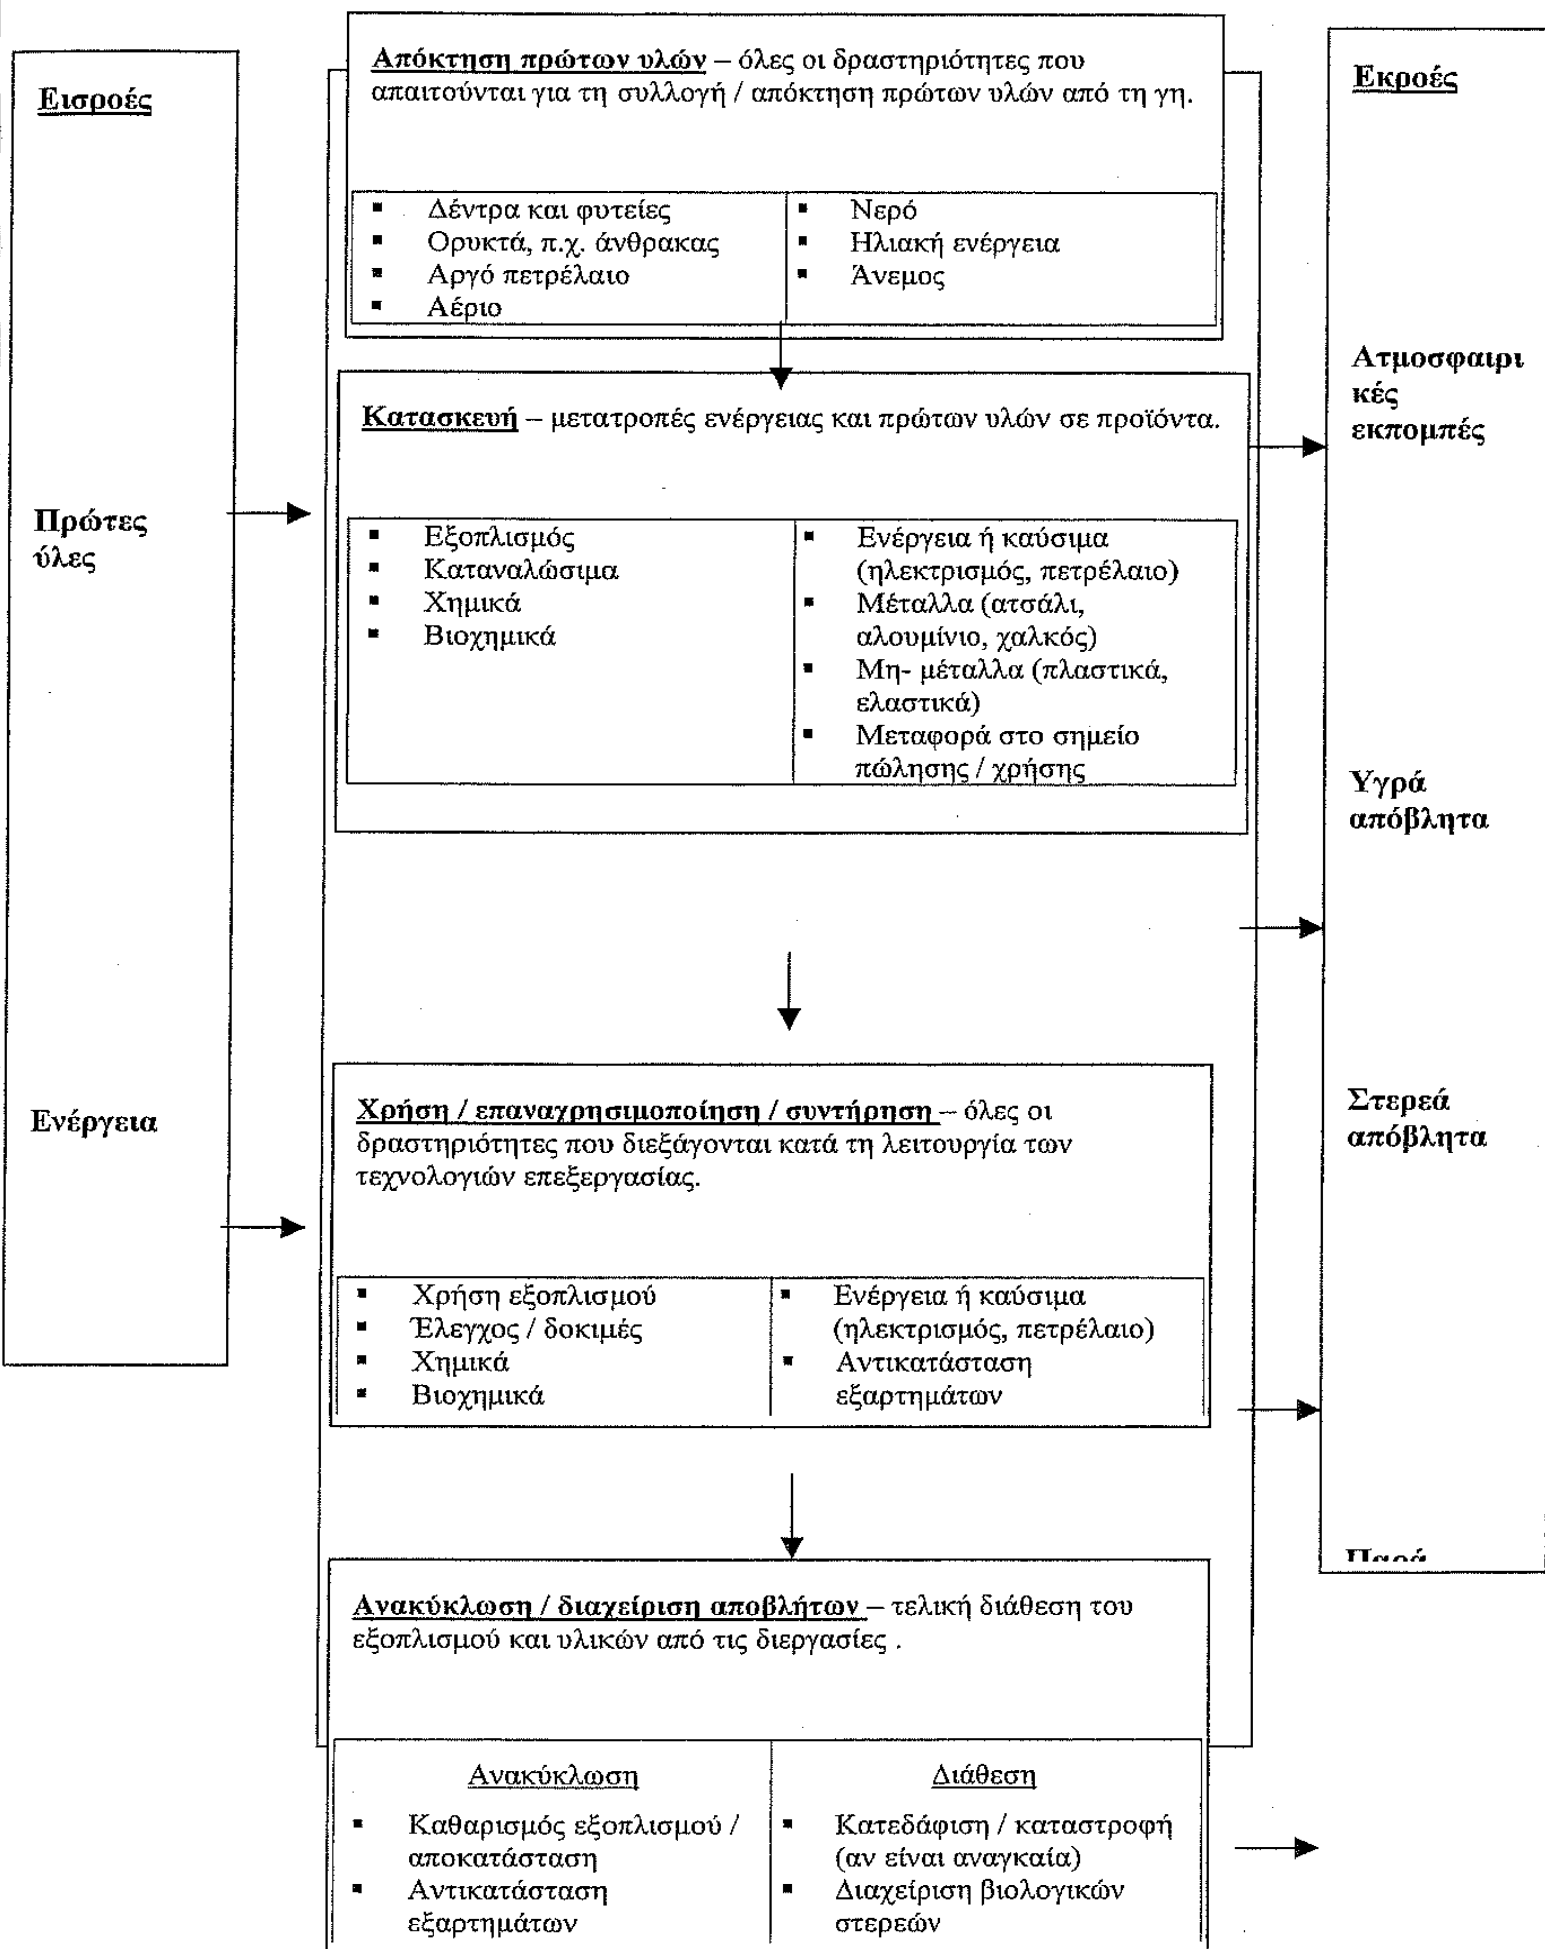 Εισροές
Πρώτες
ύλες
Ενέργεια
Απόκτηση πρώτων υλών – όλες οι δραστηριότητες που
απαιτούνται για τη συλλογή / απόκτηση πρώτων υλών από τη γη.
▪ Δέντρα και φυτείες
▪ Ορυκτά, π.χ. άνθρακας
▪ Αργό πετρέλαιο
▪ Αέριο
▪ Νερό
▪ Ηλιακή ενέργεια
▪ Άνεμος
Κατασκευή – μετατροπές ενέργειας και πρώτων υλών σε προϊόντα.
▪ Εξοπλισμός
▪ Καταναλώσιμα
▪ Χημικά
▪ Βιοχημικά
▪ Ενέργεια ή καύσιμα
(ηλεκτρισμός, πετρέλαιο)
▪ Μέταλλα (ατσάλι,
αλουμίνιο, χαλκός)
▪ Μη- μέταλλα (πλαστικά,
ελαστικά)
▪ Μεταφορά στο σημείο
πώλησης / χρήσης
Χρήση / επαναχρησιμοποίηση / συντήρηση – όλες οι
δραστηριότητες που διεξάγονται κατά τη λειτουργία των
τεχνολογιών επεξεργασίας.
▪ Χρήση εξοπλισμού
▪ Έλεγχος / δοκιμές
▪ Χημικά
▪ Βιοχημικά
▪ Ενέργεια ή καύσιμα
(ηλεκτρισμός, πετρέλαιο)
▪ Αντικατάσταση
εξαρτημάτων
Ανακύκλωση / διαχείριση αποβλήτων – τελική διάθεση του
εξοπλισμού και υλικών από τις διεργασίες .
Ανακύκλωση
▪ Καθαρισμός εξοπλισμού /
αποκατάσταση
▪ Αντικατάσταση
εξαρτημάτων
Διάθεση
▪ Κατεδάφιση / καταστροφή
(αν είναι αναγκαία)
▪ Διαχείριση βιολογικών
στερεών
Εκροές
Ατμοσφαιρι
κές
εκπομπές
Υγρά
απόβλητα
Στερεά
απόβλητα